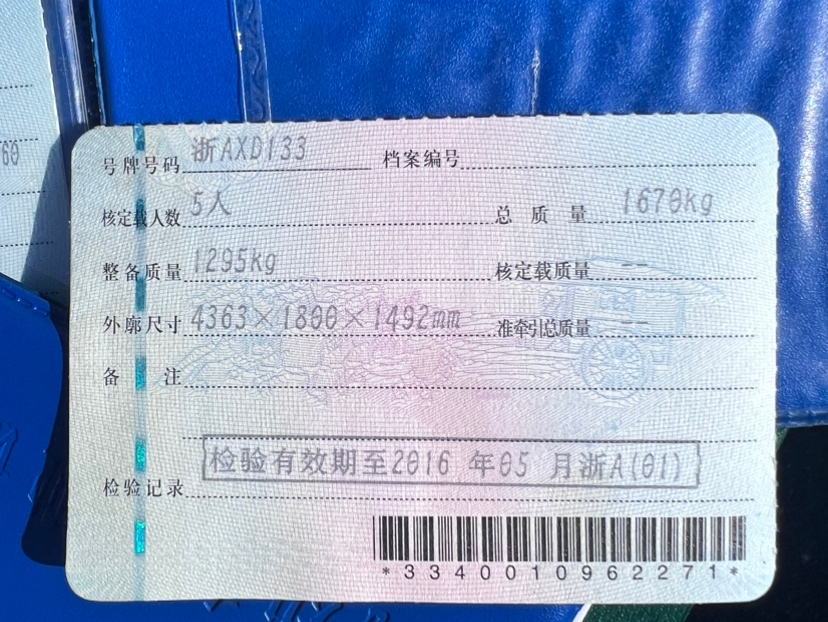 60
号牌号码 浙AXD133 档案编号
核定载人数 5人 总质量 1670kg
整备质量 1295kg 核定载质量 --
外廓尺寸 4363×1800×1492mm 准牵引总质量 --
备注
检验有效期至2016 年05 月浙A(01)
检验记录
*3340010962271*